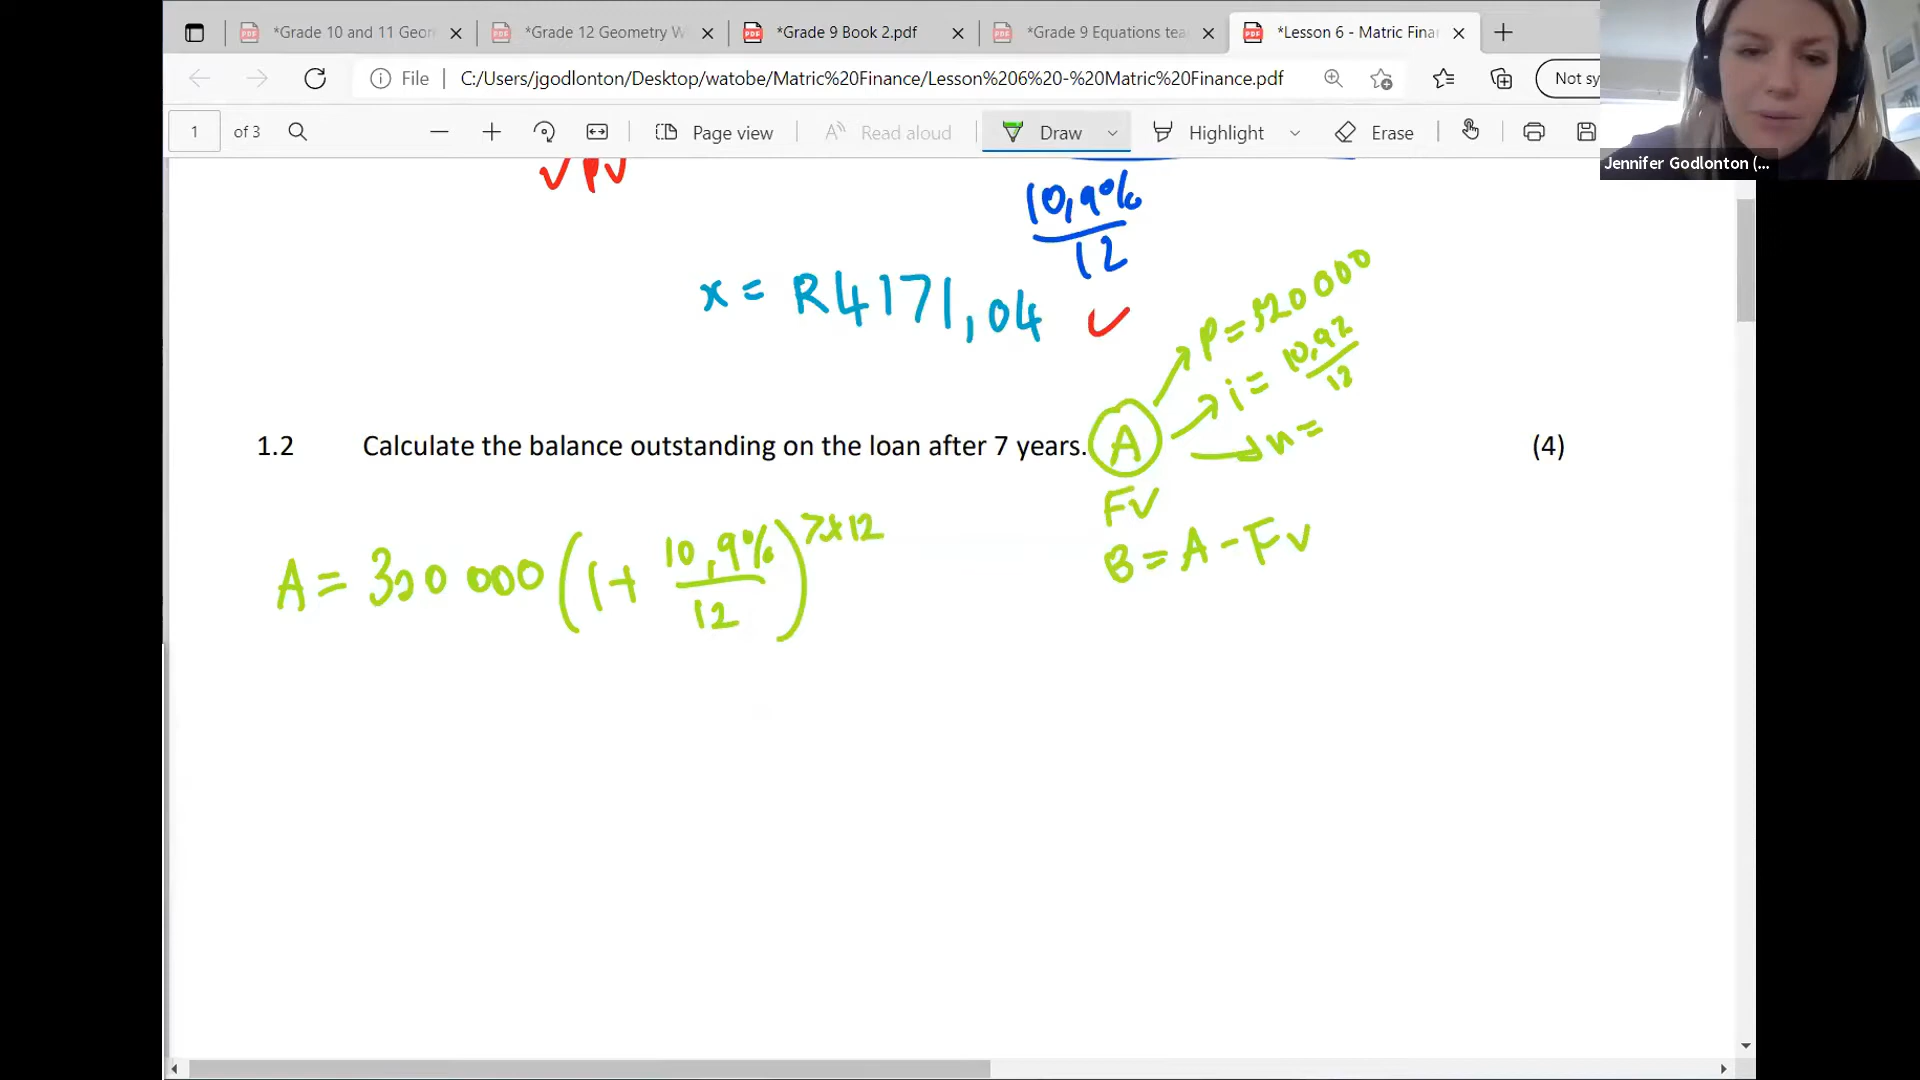 *Grade 10 and 11 Geor
*Grade 12 Geometry W
*Grade 9 Book 2.pdf
*Grade 9 Equations tea
*Lesson 6 - Matric Finan
File
C:/Users/jgodlonton/Desktop/watobe/Matric%20Finance/Lesson%206%20-%20Matric%20Finance.pdf
Not sy
1 of 3
Page view
Read aloud
Draw
Highlight
Erase
Jennifer Godlonton (...
✓ PV
10,9%
12
x = R4171,04 ✓
P = 320 000
i = 10,9%
12
n =
1.2 Calculate the balance outstanding on the loan after 7 years. A (4)
FV
B = A - FV
A = 320 000 (1 + 10,9%/12)^7x12